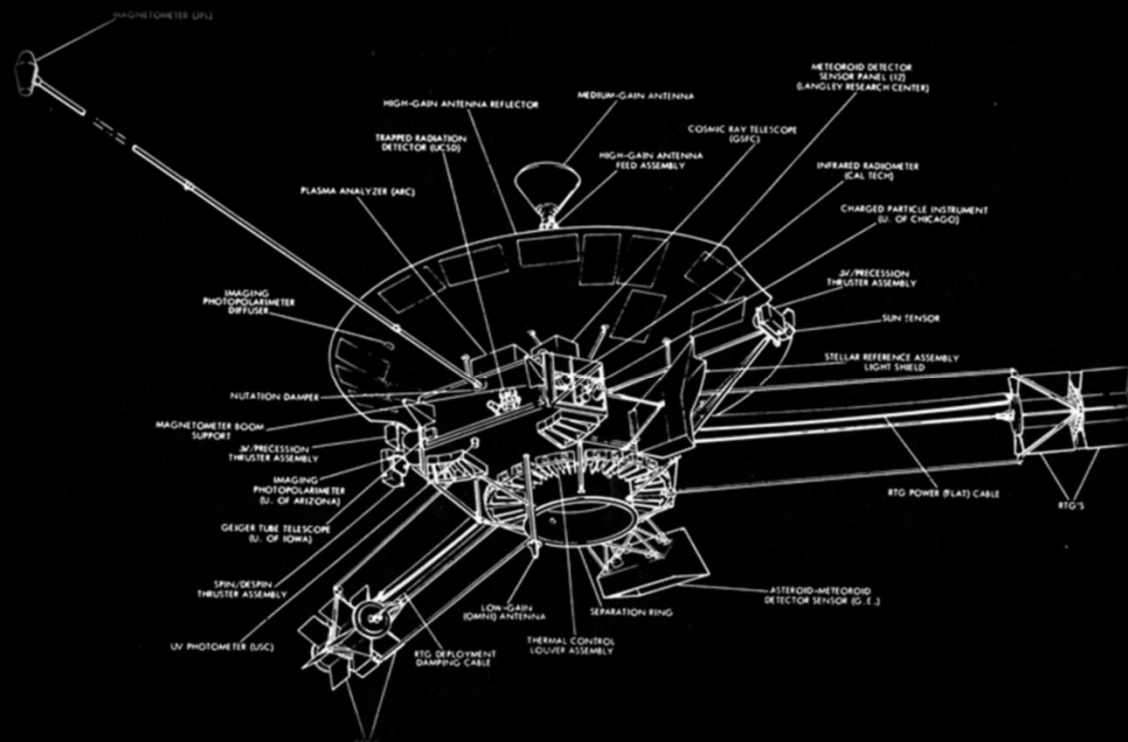 MAGNETOMETER (JPL)
METEOROID DETECTOR
SENSOR PANEL (12)
(LANGLEY RESEARCH CENTER)
HIGH-GAIN ANTENNA REFLECTOR
MEDIUM-GAIN ANTENNA
TRAPPED RADIATION
DETECTOR (UCSD)
COSMIC RAY TELESCOPE
(GSFC)
HIGH-GAIN ANTENNA
FEED ASSEMBLY
INFRARED RADIOMETER
(CAL TECH)
PLASMA ANALYZER (ARC)
CHARGED PARTICLE INSTRUMENT
(U. OF CHICAGO)
ΔV/PRECESSION
THRUSTER ASSEMBLY
IMAGING
PHOTOPOLARIMETER
DIFFUSER
SUN SENSOR
STELLAR REFERENCE ASSEMBLY
LIGHT SHIELD
NUTATION DAMPER
MAGNETOMETER BOOM
SUPPORT
ΔV/PRECESSION
THRUSTER ASSEMBLY
IMAGING
PHOTOPOLARIMETER
(U. OF ARIZONA)
RTG POWER (FLAT) CABLE
RTG'S
GEIGER TUBE TELESCOPE
(U. OF IOWA)
SPIN/DESPIN
THRUSTER ASSEMBLY
ASTEROID-METEOROID
DETECTOR SENSOR (G.E.)
LOW-GAIN
(OMNI) ANTENNA
SEPARATION RING
UV PHOTOMETER (USC)
THERMAL CONTROL
LOUVER ASSEMBLY
RTG DEPLOYMENT
DAMPING CABLE